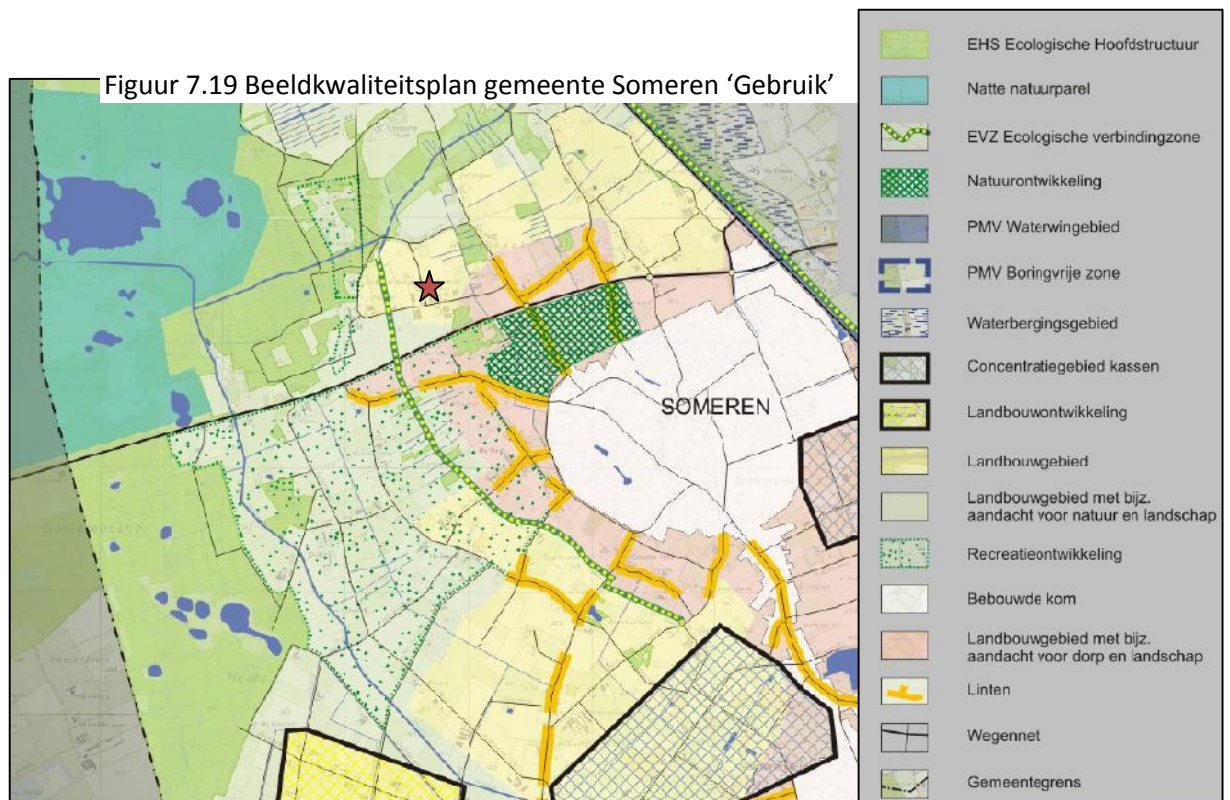 Figuur 7.19 Beeldkwaliteitsplan gemeente Someren ‘Gebruik’
SOMEREN
EHS Ecologische Hoofdstructuur
Natte natuurparel
EVZ Ecologische verbindingzone
Natuurontwikkeling
PMV Waterwingebied
PMV Boringvrije zone
Waterbergingsgebied
Concentratiegebied kassen
Landbouwontwikkeling
Landbouwgebied
Landbouwgebied met bijz.
aandacht voor natuur en landschap
Recreatieontwikkeling
Bebouwde kom
Landbouwgebied met bijz.
aandacht voor dorp en landschap
Linten
Wegennet
Gemeentegrens